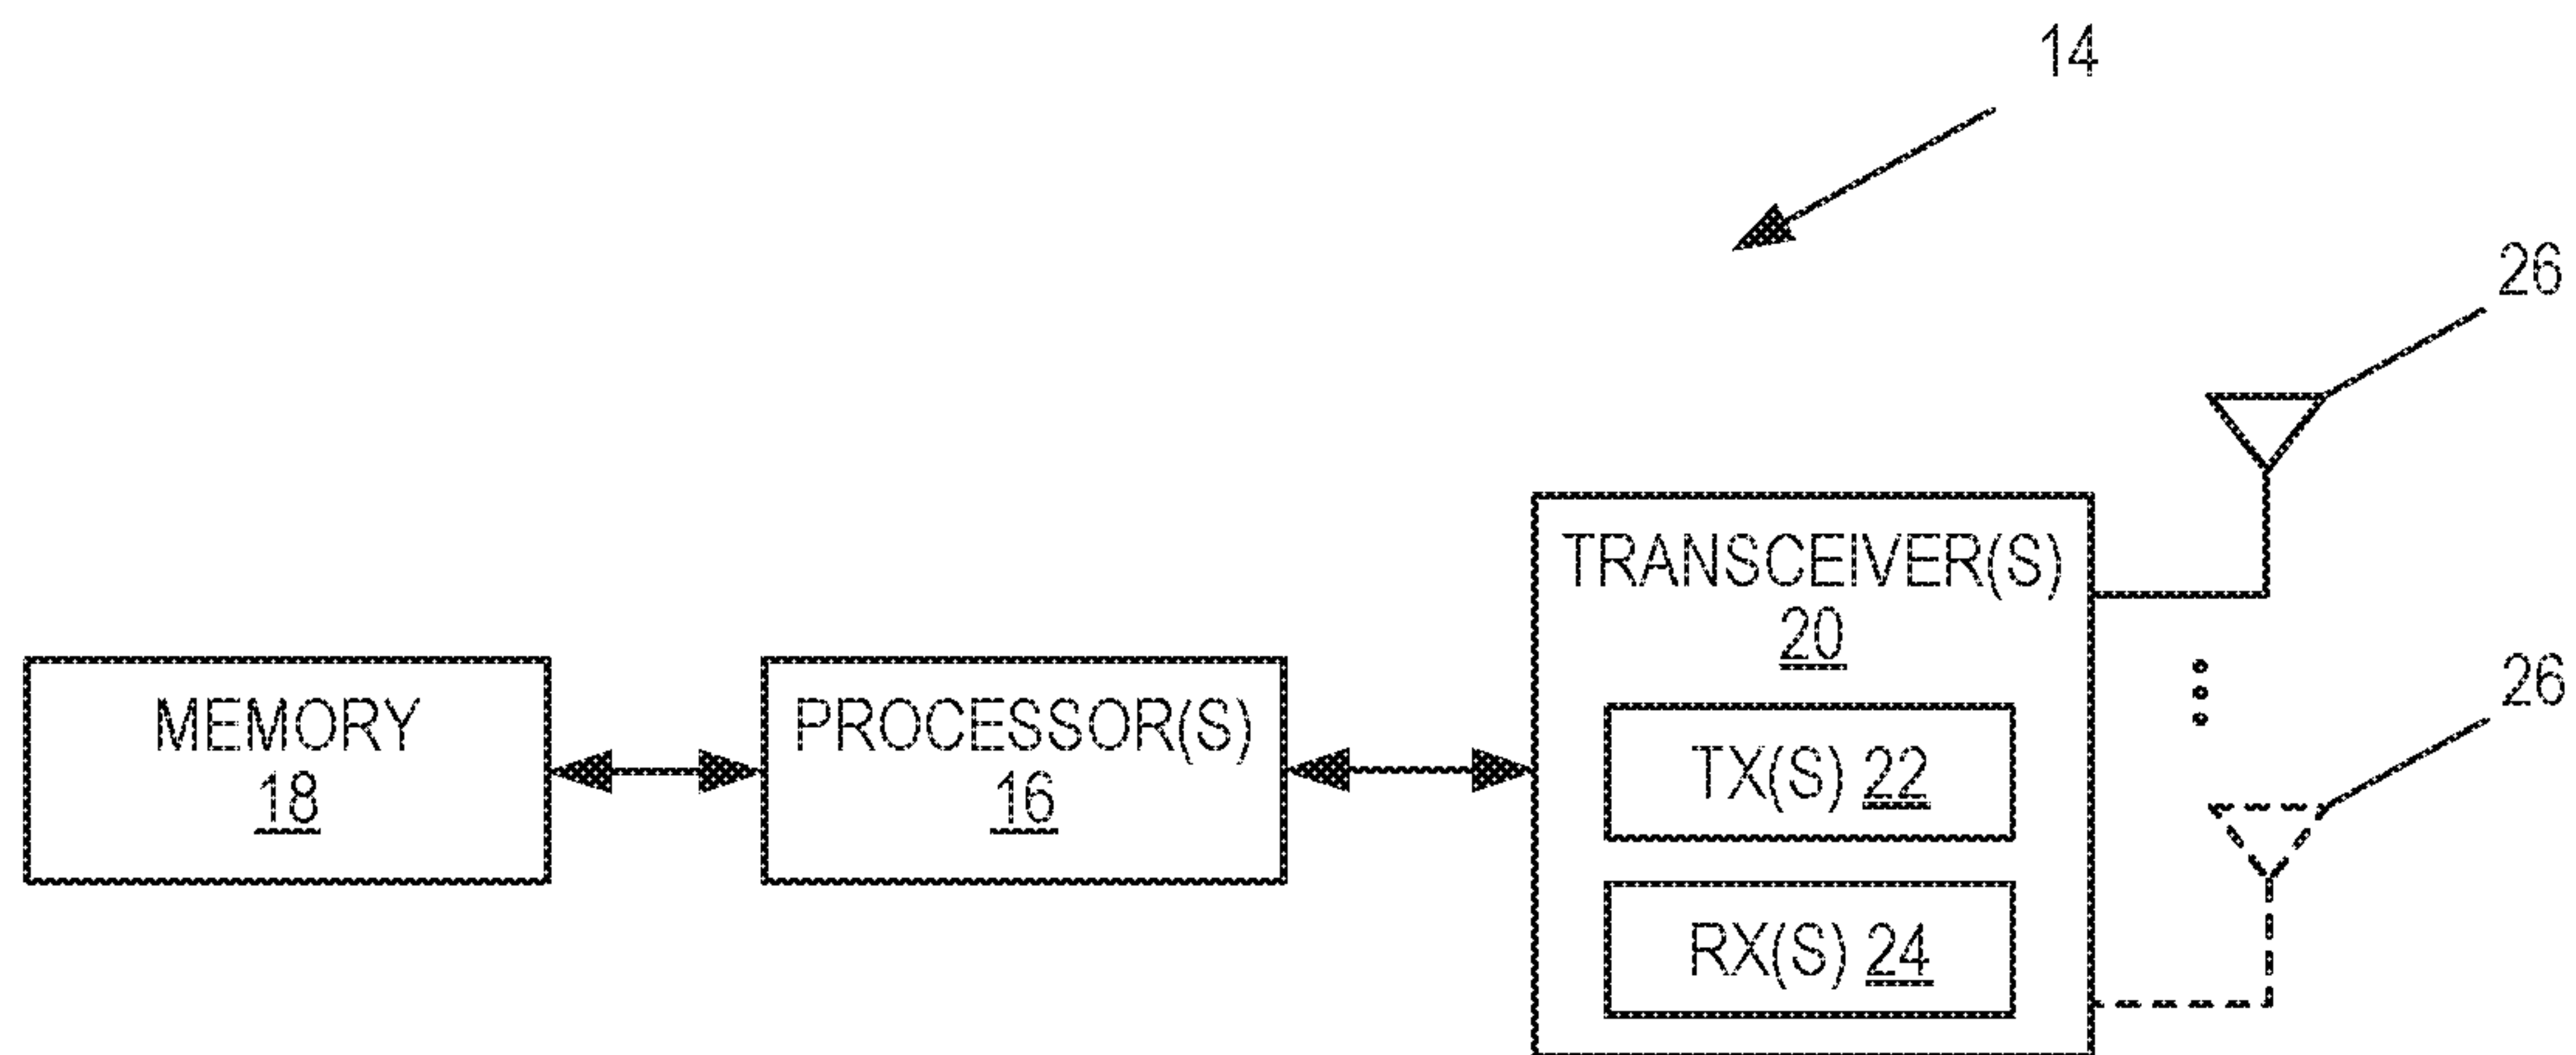 14
26
TRANSCEIVER(S)
20
26
MEMORY
18
PROCESSOR(S)
16
TX(S) 22
RX(S) 24